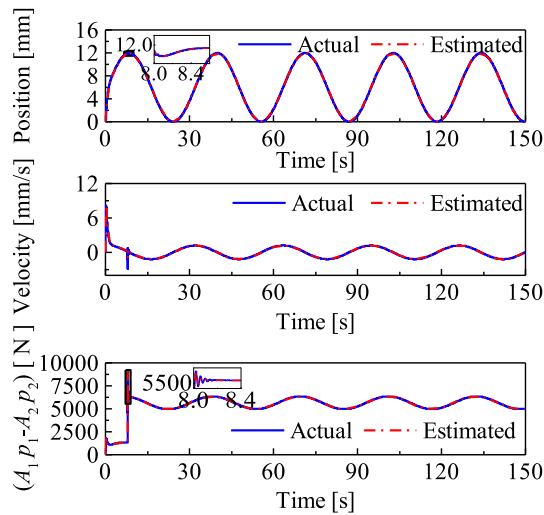 Position [mm]
16
12
8
4
0
12.0
8.0 8.4
Actual Estimated
0 30 60 90 120 150
Time [s]
Velocity [mm/s]
12
6
0
Actual Estimated
0 30 60 90 120 150
Time [s]
(A₁p₁-A₂p₂) [ N ]
10000
7500
5000
2500
0
5500
8.0 8.4
Actual Estimated
0 30 60 90 120 150
Time [s]